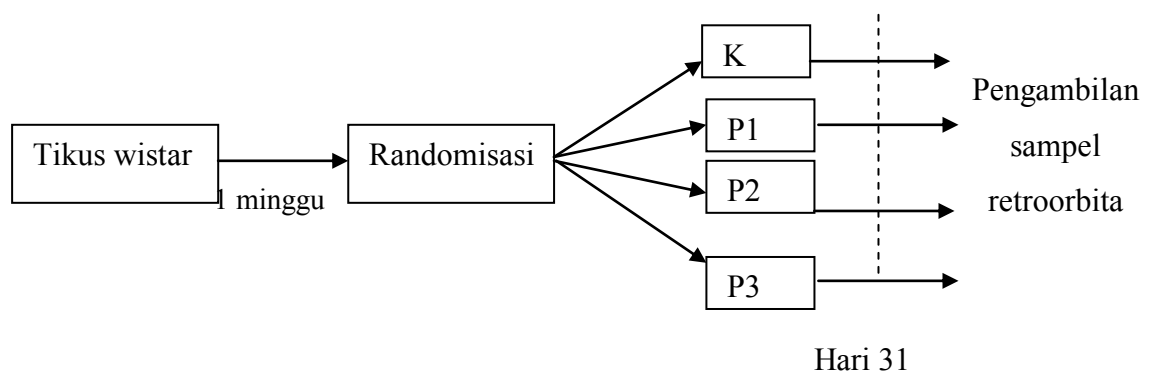 Tikus wistar
1 minggu
Randomisasi
K
P1
P2
P3
Pengambilan
sampel
retroorbita
Hari 31